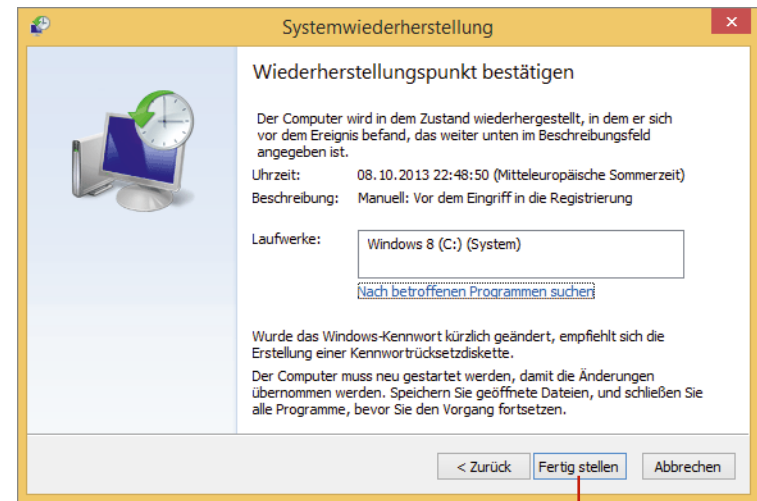 Systemwiederherstellung
Wiederherstellungspunkt bestätigen
Der Computer wird in dem Zustand wiederhergestellt, in dem er sich
vor dem Ereignis befand, das weiter unten im Beschreibungsfeld
angegeben ist.
Uhrzeit: 08.10.2013 22:48:50 (Mitteleuropäische Sommerzeit)
Beschreibung: Manuell: Vor dem Eingriff in die Registrierung
Laufwerke: Windows 8 (C:) (System)
Nach betroffenen Programmen suchen
Wurde das Windows-Kennwort kürzlich geändert, empfiehlt sich die
Erstellung einer Kennwortrücksetzdiskette.
Der Computer muss neu gestartet werden, damit die Änderungen
übernommen werden. Speichern Sie geöffnete Dateien, und schließen Sie
alle Programme, bevor Sie den Vorgang fortsetzen.
< Zurück Fertig stellen Abbrechen